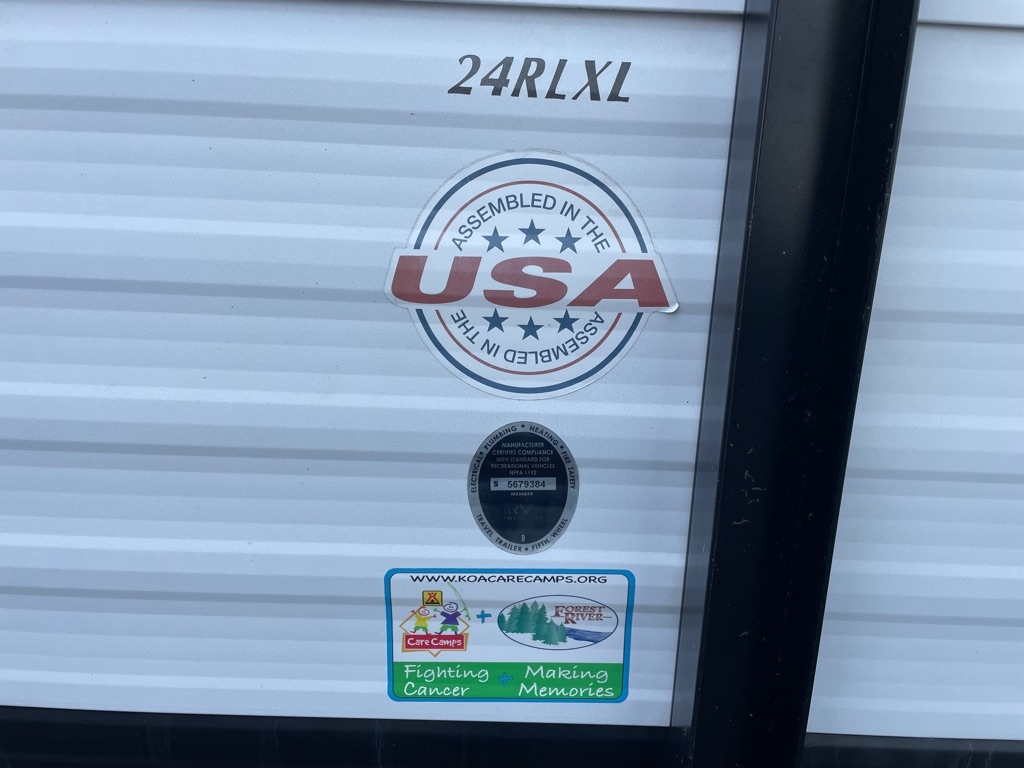 24RLXL
ASSEMBLED IN THE
USA
ASSEMBLED IN THE
ELECTRICAL • PLUMBING • HEATING • FIRE SAFETY
MANUFACTURER
CERTIFIES COMPLIANCE
WITH STANDARD FOR
RECREATIONAL VEHICLES
NFPA 1192
S 5679384
MEMBER
RV
D
TRAVEL TRAILER • FIFTH WHEEL
WWW.KOACARECAMPS.ORG
Care Camps
+
FOREST
RIVER
Fighting + Making
Cancer Memories